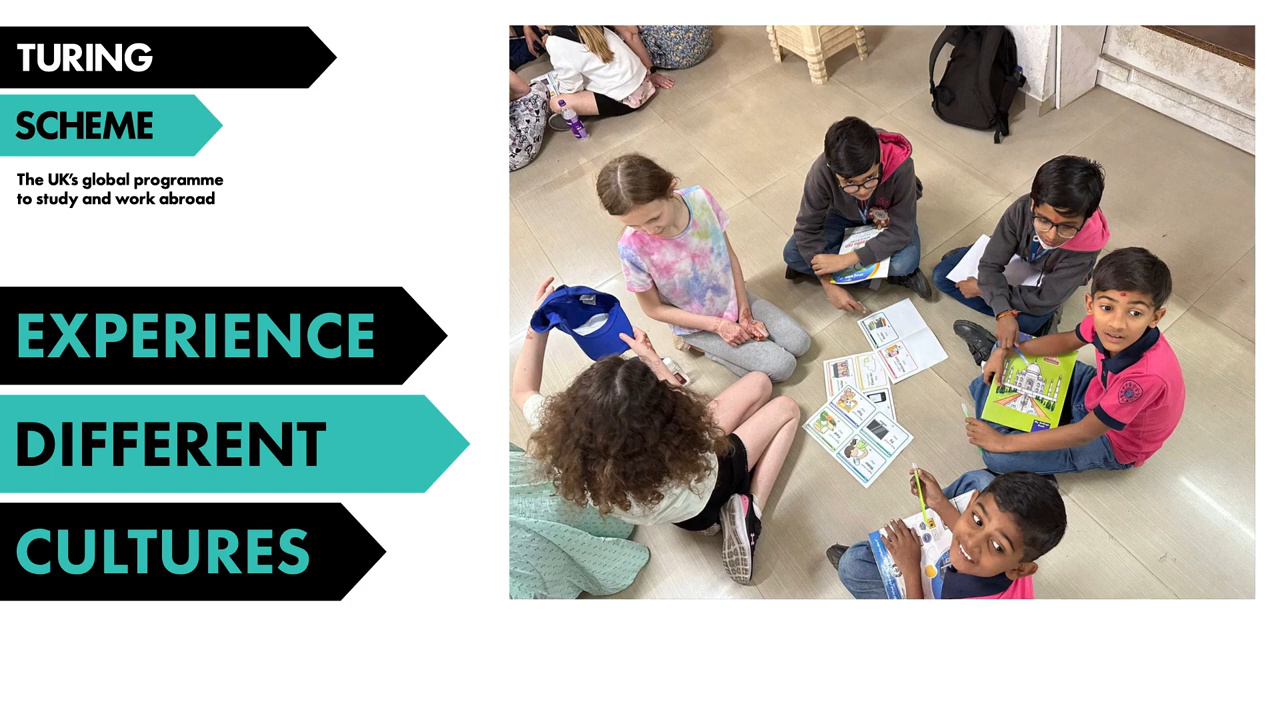 TURING
SCHEME
The UK's global programme
to study and work abroad
EXPERIENCE
DIFFERENT
CULTURES